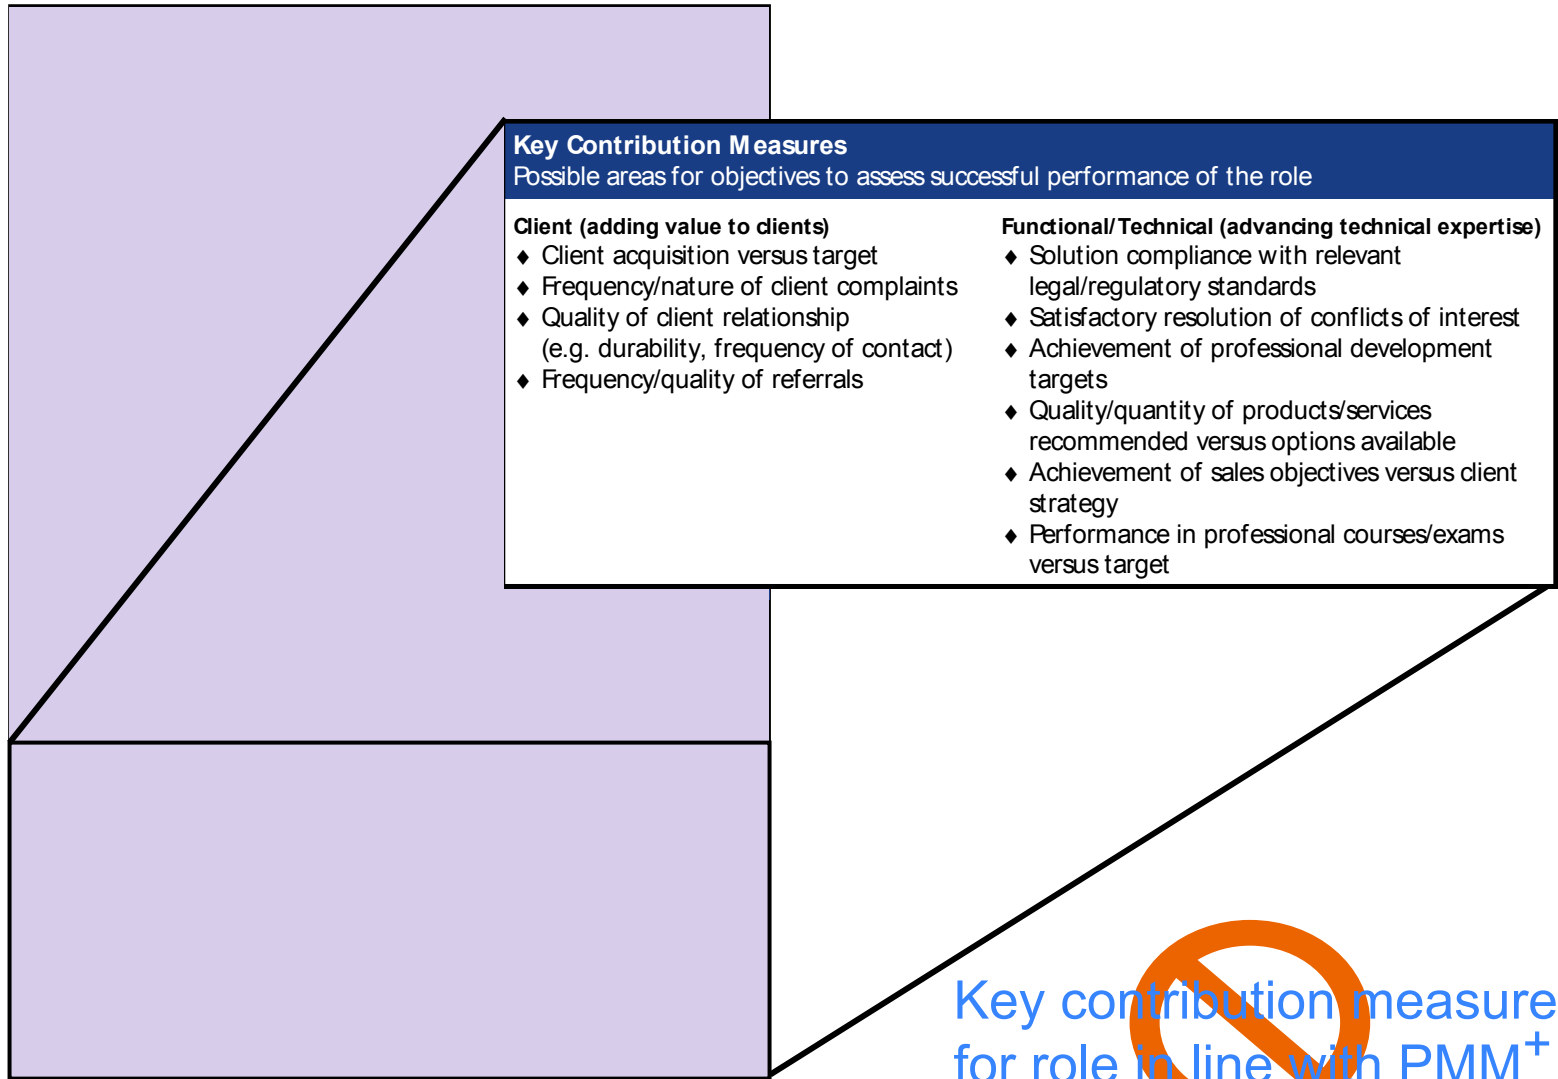 Key Contribution Measures
Possible areas for objectives to assess successful performance of the role
Client (adding value to clients)
♦ Client acquisition versus target
♦ Frequency/nature of client complaints
♦ Quality of client relationship
(e.g. durability, frequency of contact)
♦ Frequency/quality of referrals
Functional/Technical (advancing technical expertise)
♦ Solution compliance with relevant
legal/regulatory standards
♦ Satisfactory resolution of conflicts of interest
♦ Achievement of professional development
targets
♦ Quality/quantity of products/services
recommended versus options available
♦ Achievement of sales objectives versus client
strategy
♦ Performance in professional courses/exams
versus target
Key contribution measure
for role in line with PMM+